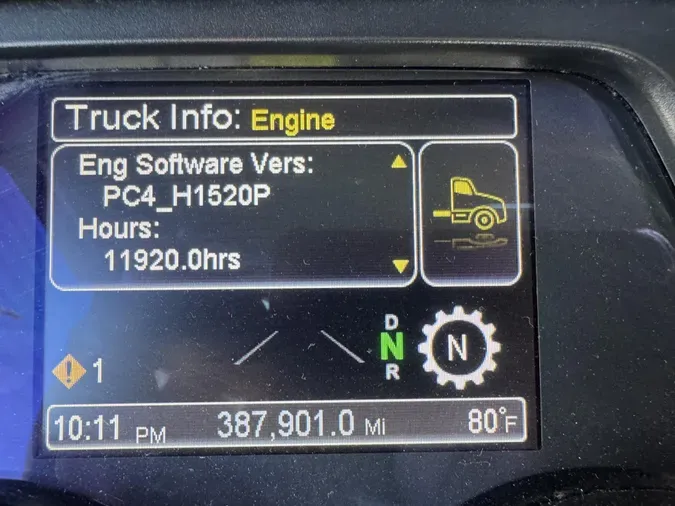 Truck Info: Engine
Eng Software Vers:
PC4_H1520P
Hours:
11920.0hrs
D
N
R
N
1
10:11 PM 387,901.0 Mi 80°F